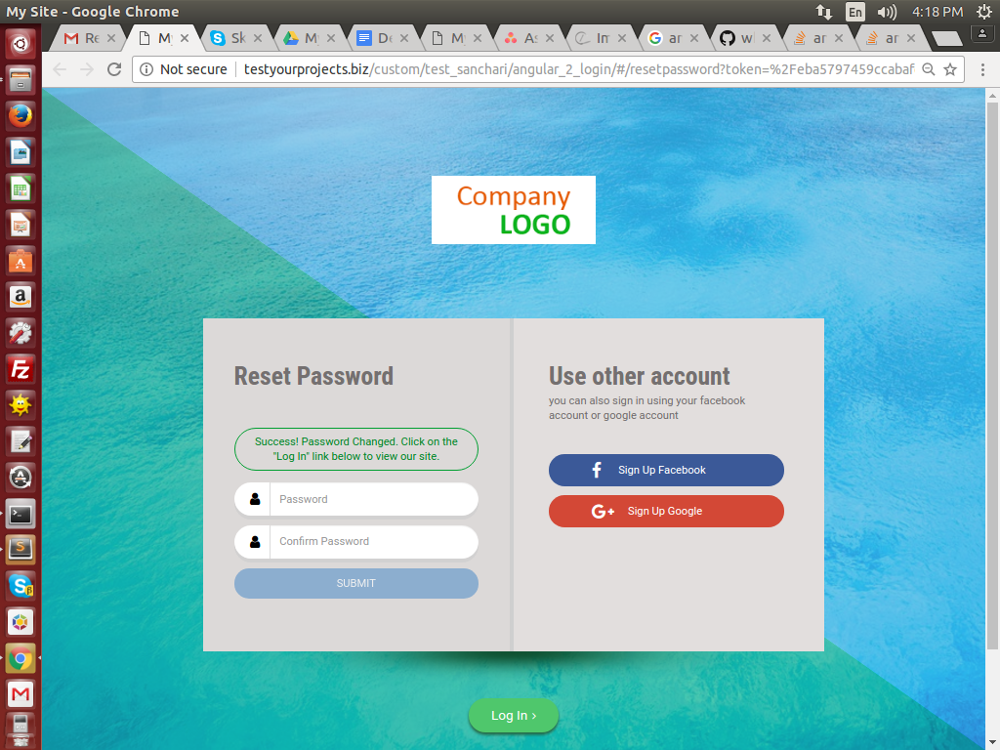 My Site - Google Chrome
En
4:18 PM
Re
My
Sk
My
De
My
As
In
ar
wl
ar
ar
Not secure
testyourprojects.biz/custom/test_sanchari/angular_2_login/#/resetpassword?token=%2Feba5797459ccabaf
Company
LOGO
Reset Password
Success! Password Changed. Click on the
"Log In" link below to view our site.
Password
Confirm Password
SUBMIT
Use other account
you can also sign in using your facebook
account or google account
Sign Up Facebook
G+ Sign Up Google
Log In ›